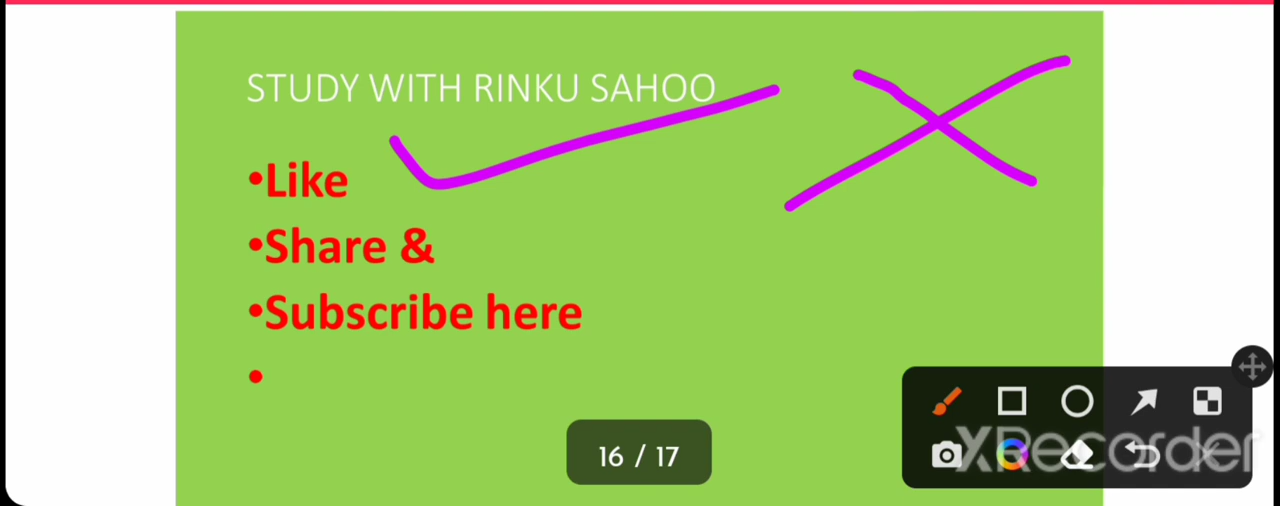 STUDY WITH RINKU SAHOO
•Like
•Share &
•Subscribe here
•
16 / 17
XRecorder